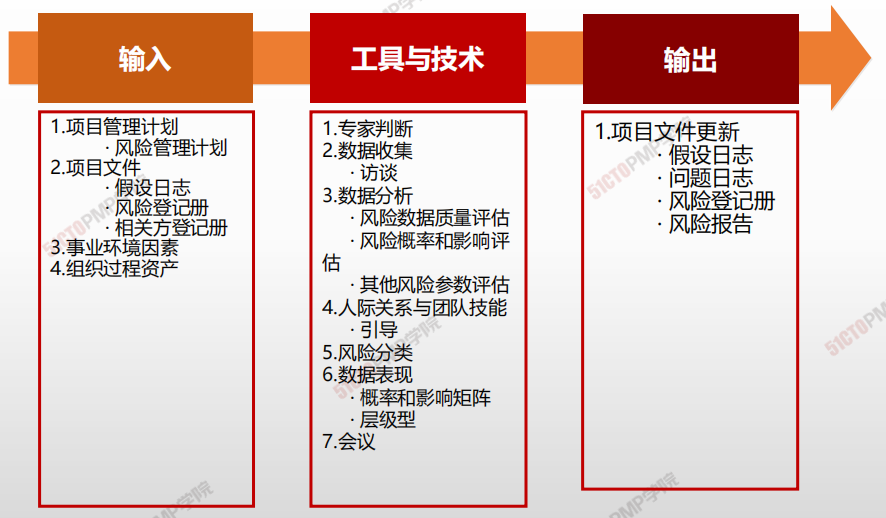 输入
1.项目管理计划
· 风险管理计划
2.项目文件
· 假设日志
· 风险登记册
· 相关方登记册
3.事业环境因素
4.组织过程资产
工具与技术
1.专家判断
2.数据收集
· 访谈
3.数据分析
· 风险数据质量评估
· 风险概率和影响评
估
· 其他风险参数评估
4.人际关系与团队技能
· 引导
5.风险分类
6.数据表现
· 概率和影响矩阵
· 层级型
7.会议
输出
1.项目文件更新
· 假设日志
· 问题日志
· 风险登记册
· 风险报告
51CTOPMP学院
51CTOPMP学院
51CTOPMP学院
51CTOPM
PMP学院
PMP学院